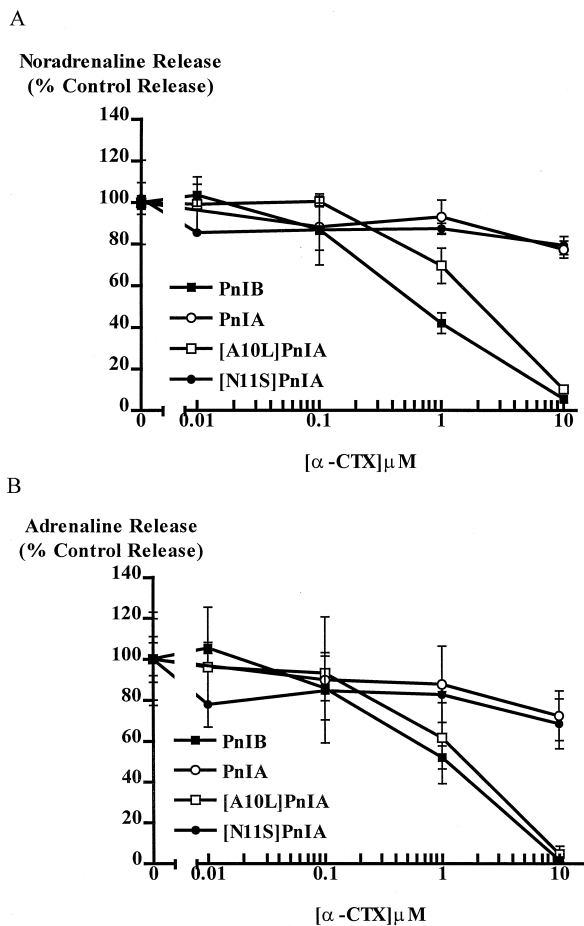 A
Noradrenaline Release
(% Control Release)
140
120
100
80
60
40
20
0
PnIB
PnIA
[A10L]PnIA
[N11S]PnIA
0 0.01 0.1 1 10
[α-CTX]μM
B
Adrenaline Release
(% Control Release)
140
120
100
80
60
40
20
0
PnIB
PnIA
[A10L]PnIA
[N11S]PnIA
0 0.01 0.1 1 10
[α-CTX]μM